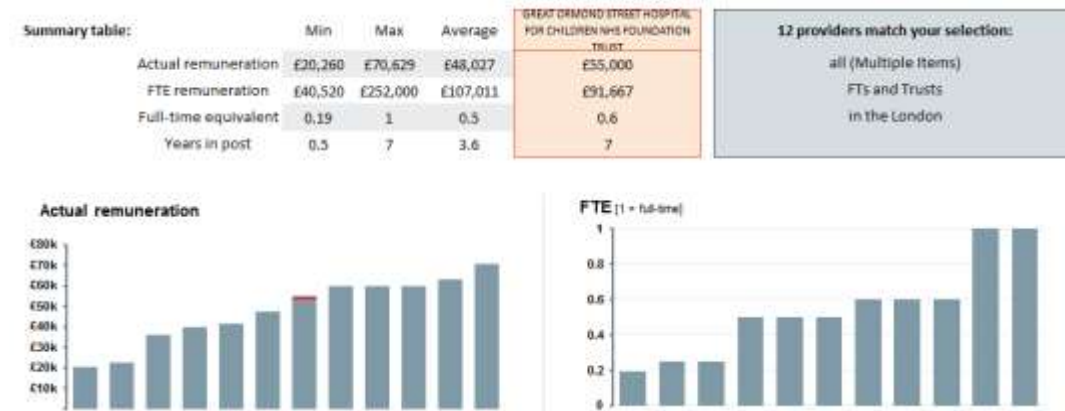 Summary table:
Min Max Average
GREAT ORMOND STREET HOSPITAL
FOR CHILDREN NHS FOUNDATION
TRUST
Actual remuneration £20,260 £70,629 £48,027 £55,000
FTE remuneration £40,520 £252,000 £107,011 £91,667
Full-time equivalent 0.19 1 0.5 0.6
Years in post 0.5 7 3.6 7
12 providers match your selection:
all (Multiple Items)
FTs and Trusts
in the London
Actual remuneration
£80k
£70k
£60k
£50k
£40k
£30k
£20k
£10k
FTE [1 = full-time]
1
0.8
0.6
0.4
0.2
0